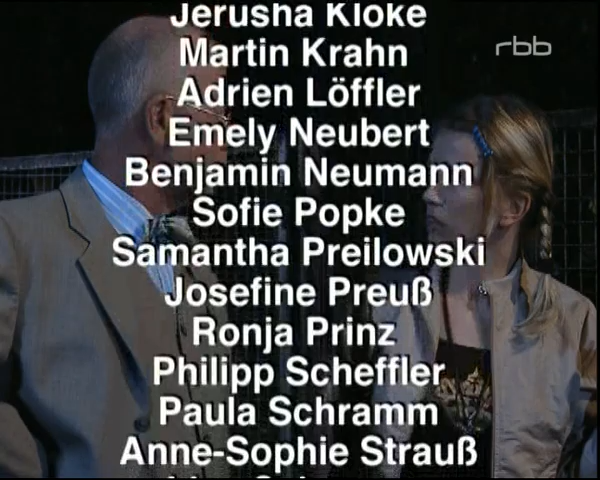 Jerusha Kloke
rbb
Martin Krahn
Adrien Löffler
Emely Neubert
Benjamin Neumann
Sofie Popke
Samantha Preilowski
Josefine Preuß
Ronja Prinz
Philipp Scheffler
Paula Schramm
Anne-Sophie Strauß